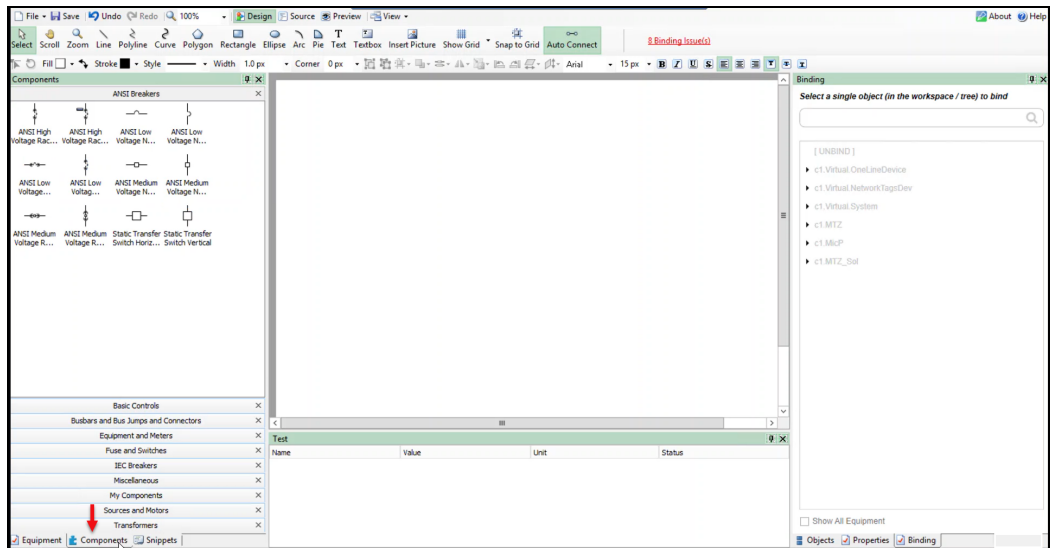 File Save Undo Redo 100% Design Source Preview View About Help
Select Scroll Zoom Line Polyline Curve Polygon Rectangle Ellipse Arc Pie Text Textbox Insert Picture Show Grid Snap to Grid Auto Connect 8 Binding Issue(s)
Fill Stroke Style Width 1.0 px Corner 0 px Arial 15 px B I U S
Components
ANSI Breakers
ANSI High ANSI High ANSI Low ANSI Low
Voltage Rac... Voltage Rac... Voltage N... Voltage N...
ANSI Low ANSI Low ANSI Medium ANSI Medium
Voltage... Voltag... Voltage N... Voltage N...
ANSI Medium ANSI Medium Static Transfer Static Transfer
Voltage R... Voltage R... Switch Horiz... Switch Vertical
Basic Controls
Busbars and Bus Jumps and Connectors
Equipment and Meters
Fuse and Switches
IEC Breakers
Miscellaneous
My Components
Sources and Motors
Transformers
Equipment Components Snippets
Test
Name Value Unit Status
Binding
Select a single object (in the workspace / tree) to bind
[ UNBIND ]
c1.Virtual.OneLineDevice
c1.Virtual.NetworkTagsDev
c1.Virtual.System
c1.MTZ
c1.MicP
c1.MTZ_Sol
Show All Equipment
Objects Properties Binding